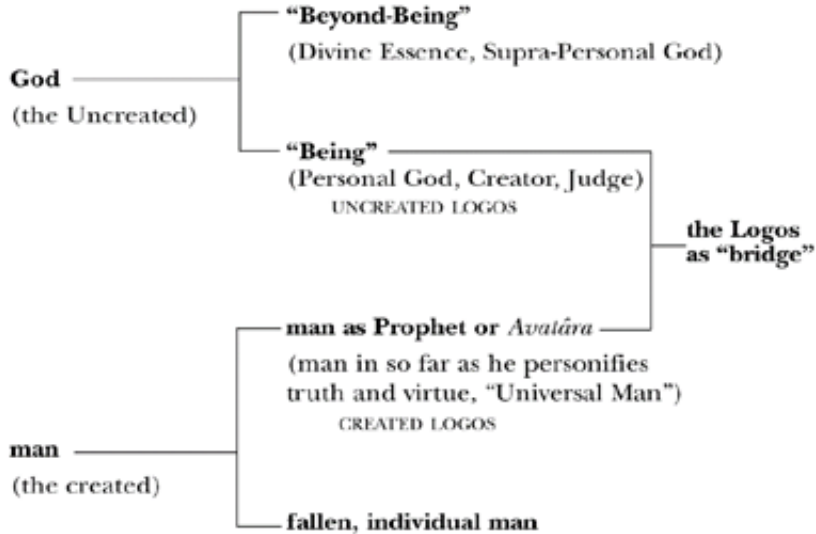 “Beyond-Being”
(Divine Essence, Supra-Personal God)
God
(the Uncreated)
“Being”
(Personal God, Creator, Judge)
UNCREATED LOGOS
the Logos
as “bridge”
man as Prophet or Avatâra
(man in so far as he personifies
truth and virtue, “Universal Man”)
CREATED LOGOS
man
(the created)
fallen, individual man